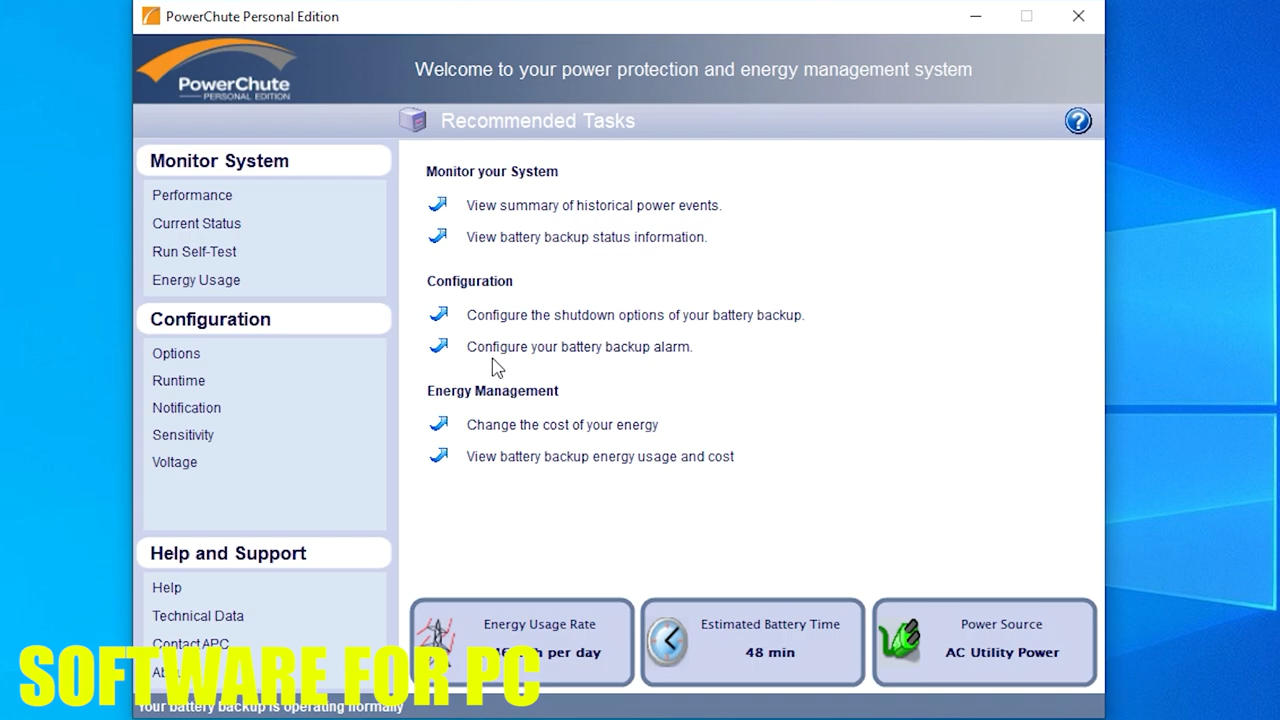 PowerChute Personal Edition
PowerChute
PERSONAL EDITION
Welcome to your power protection and energy management system
Recommended Tasks
?
Monitor System
Performance
Current Status
Run Self-Test
Energy Usage
Configuration
Options
Runtime
Notification
Sensitivity
Voltage
Help and Support
Help
Technical Data
Contact APC
Monitor your System
View summary of historical power events.
View battery backup status information.
Configuration
Configure the shutdown options of your battery backup.
Configure your battery backup alarm.
Energy Management
Change the cost of your energy
View battery backup energy usage and cost
Energy Usage Rate
per day
Estimated Battery Time
48 min
Power Source
AC Utility Power
SOFTWARE FOR PC
Your battery backup is operating normally